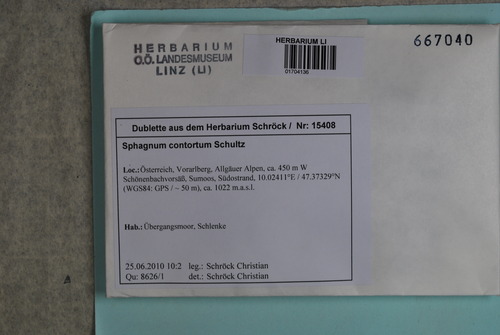 HERBARIUM
O.Ö. LANDESMUSEUM
LINZ (LI)
HERBARIUM LI
01704136
667040
Dublette aus dem Herbarium Schröck / Nr: 15408
Sphagnum contortum Schultz
Loc.:Österreich, Vorarlberg, Allgäuer Alpen, ca. 450 m W
Schönenbachvorsäß, Sumoos, Südostrand, 10.02411°E / 47.37329°N
(WGS84: GPS / ~ 50 m), ca. 1022 m.a.s.l.
Hab.:Übergangsmoor, Schlenke
25.06.2010 10:2 leg.: Schröck Christian
Qu: 8626/1 det.: Schröck Christian